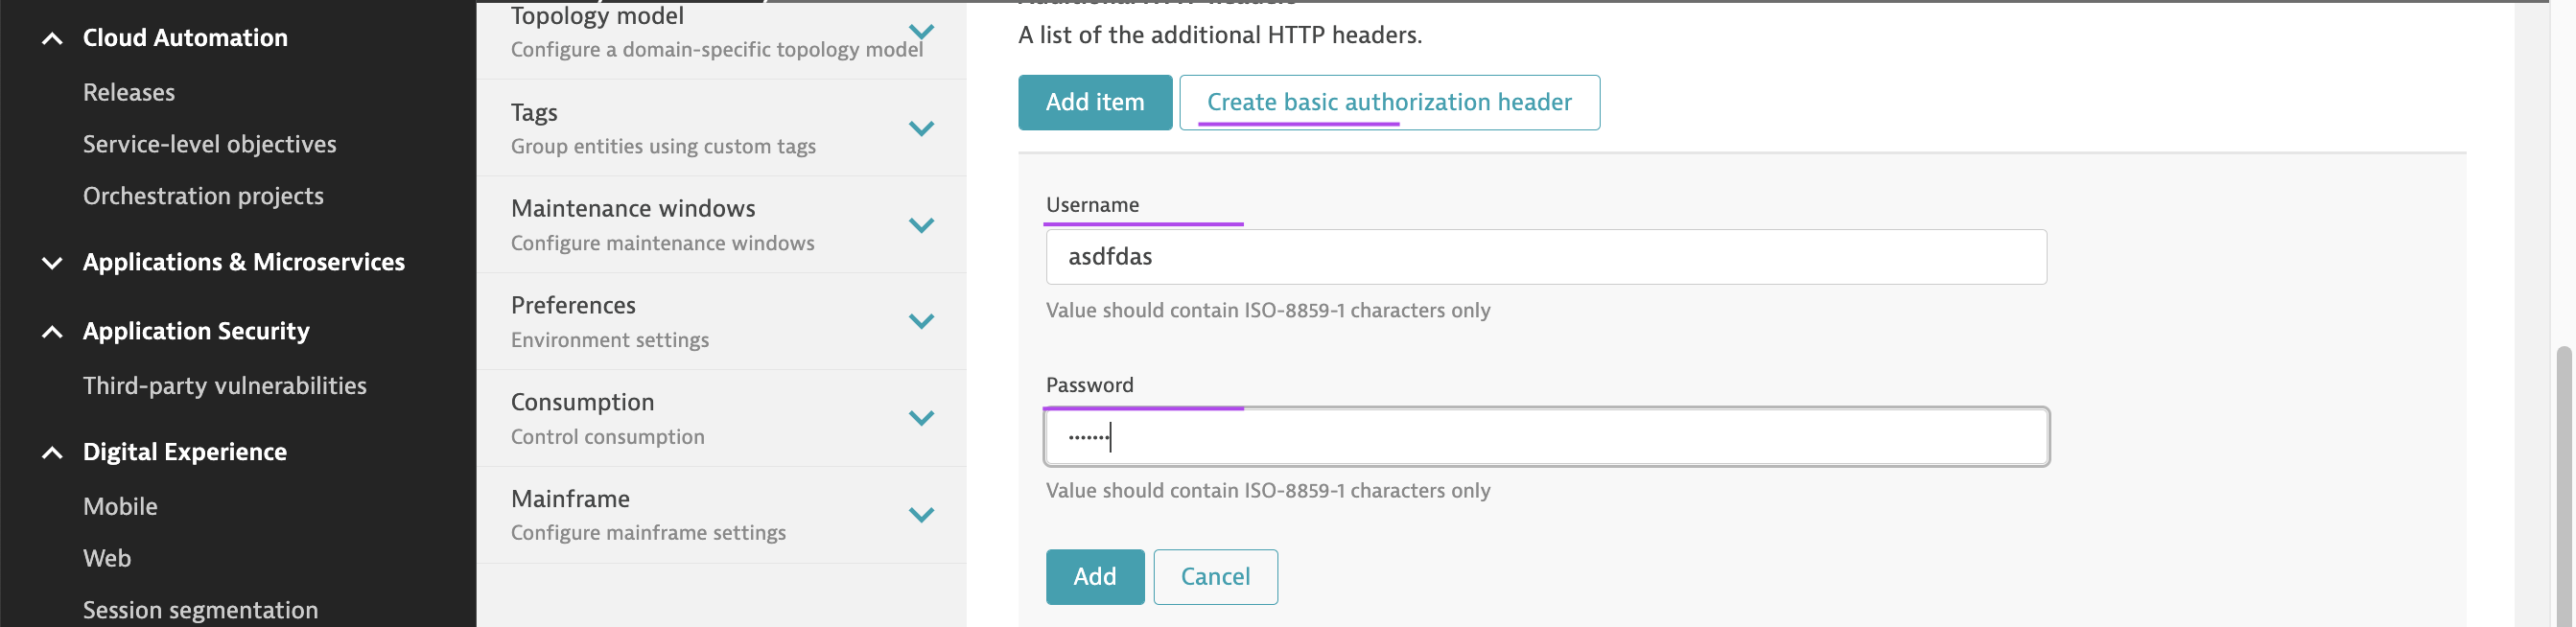 Cloud Automation
Releases
Service-level objectives
Orchestration projects
Applications & Microservices
Application Security
Third-party vulnerabilities
Digital Experience
Mobile
Web
Session segmentation
Topology model
Configure a domain-specific topology model
Tags
Group entities using custom tags
Maintenance windows
Configure maintenance windows
Preferences
Environment settings
Consumption
Control consumption
Mainframe
Configure mainframe settings
A list of the additional HTTP headers.
Add item
Create basic authorization header
Username
asdfdas
Value should contain ISO-8859-1 characters only
Password
•••••••
Value should contain ISO-8859-1 characters only
Add
Cancel